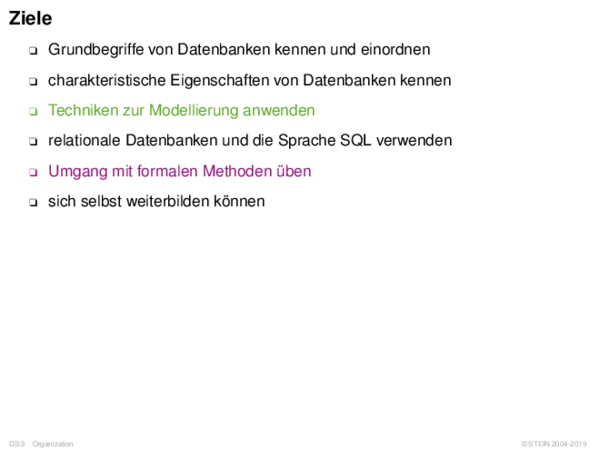 Ziele
❑ Grundbegriffe von Datenbanken kennen und einordnen
❑ charakteristische Eigenschaften von Datenbanken kennen
❑ Techniken zur Modellierung anwenden
❑ relationale Datenbanken und die Sprache SQL verwenden
❑ Umgang mit formalen Methoden üben
❑ sich selbst weiterbilden können
DB:3 Organization © STEIN 2004-2019